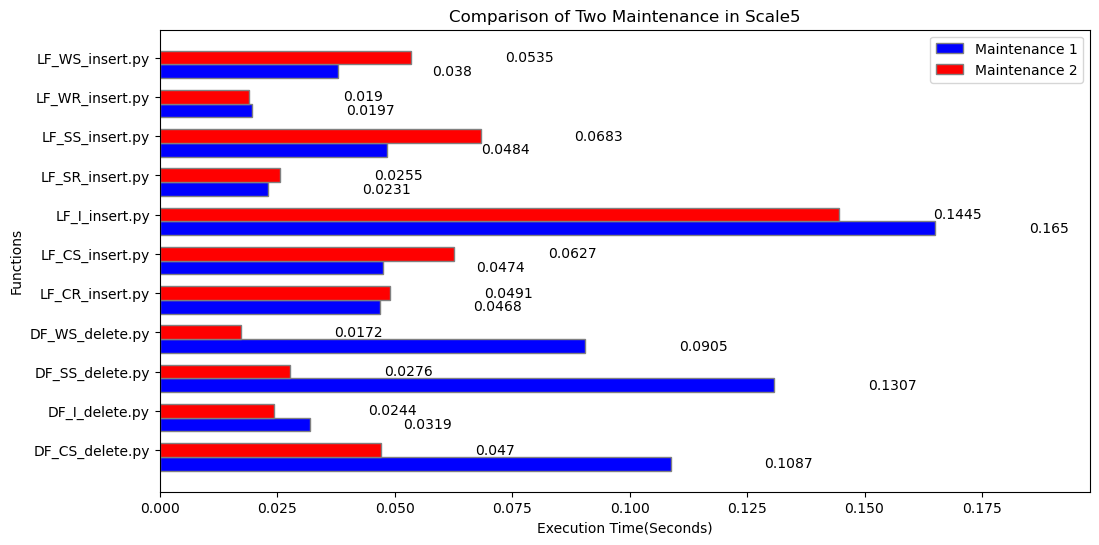 Comparison of Two Maintenance in Scale5
Maintenance 1
Maintenance 2
Functions
LF_WS_insert.py
0.0535
0.038
LF_WR_insert.py
0.019
0.0197
LF_SS_insert.py
0.0683
0.0484
LF_SR_insert.py
0.0255
0.0231
LF_I_insert.py
0.1445
0.165
LF_CS_insert.py
0.0627
0.0474
LF_CR_insert.py
0.0491
0.0468
DF_WS_delete.py
0.0172
0.0905
DF_SS_delete.py
0.0276
0.1307
DF_I_delete.py
0.0244
0.0319
DF_CS_delete.py
0.047
0.1087
0.000 0.025 0.050 0.075 0.100 0.125 0.150 0.175
Execution Time(Seconds)